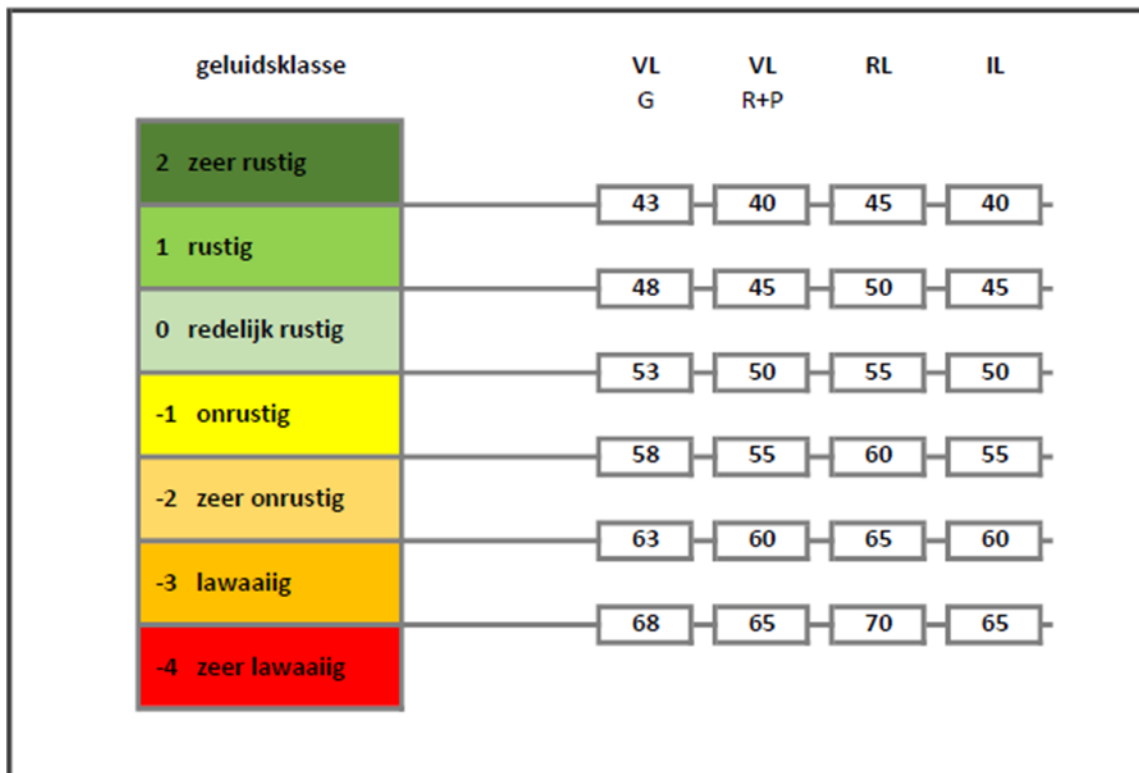 geluidsklasse VL VL RL IL
G R+P
2 zeer rustig
43 40 45 40
1 rustig
48 45 50 45
0 redelijk rustig
53 50 55 50
-1 onrustig
58 55 60 55
-2 zeer onrustig
63 60 65 60
-3 lawaaiig
68 65 70 65
-4 zeer lawaaiig